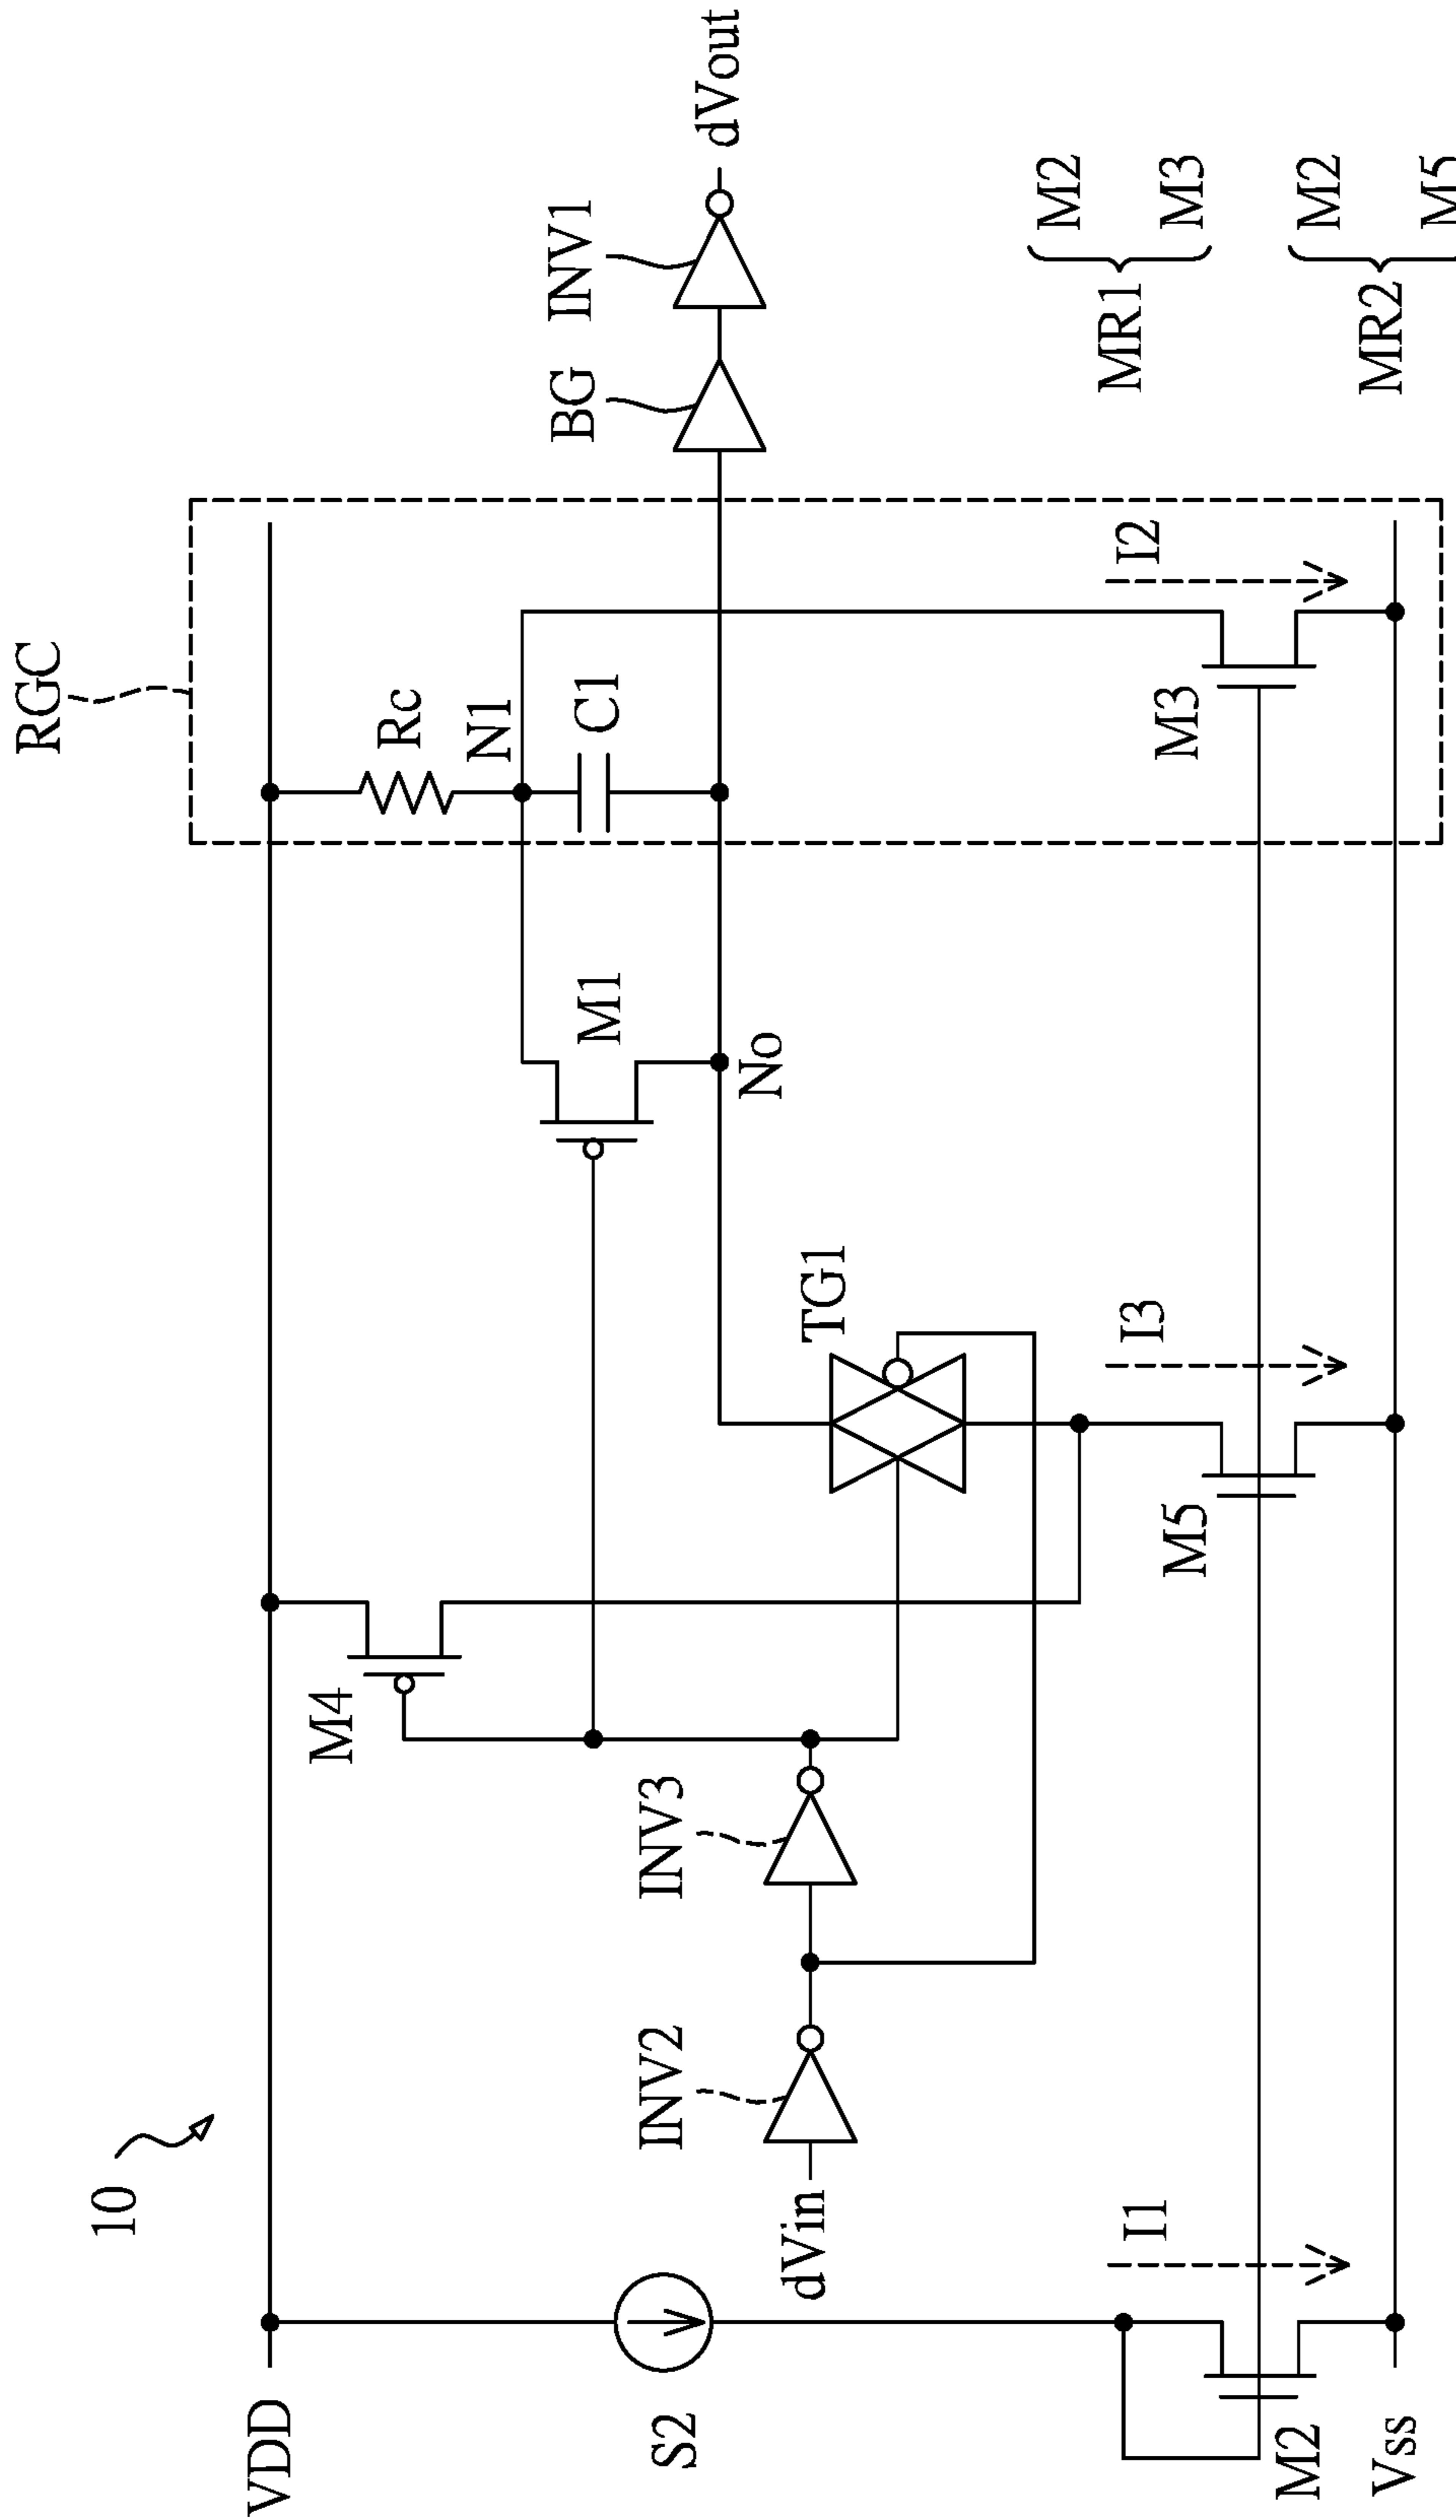 10
RGC
VDD
M4
Rc
N1
S2
INV2
INV3
M1
C1
BG
INV1
No
dVin
TG1
dVout
I1
I3
I2
M5
M3
M2
Vss
MR1
M2
M3
MR2
M2
M5